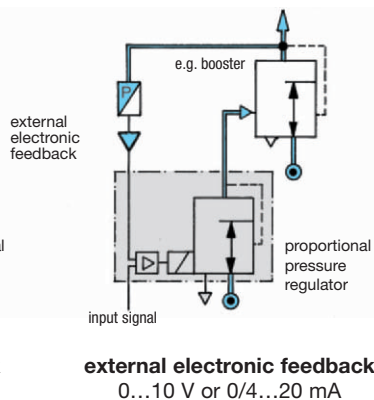 e.g. booster
P
external
electronic
feedback
al
proportional
pressure
regulator
input signal
external electronic feedback
0…10 V or 0/4…20 mA